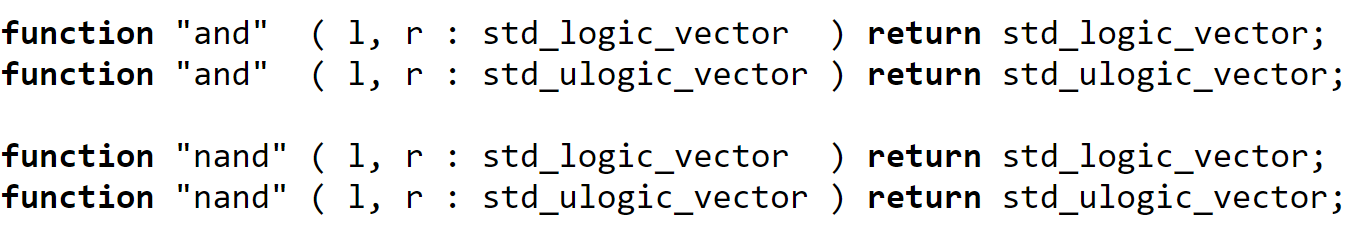 function "and"  ( l, r : std_logic_vector  ) return std_logic_vector;
function "and"  ( l, r : std_ulogic_vector ) return std_ulogic_vector;
function "nand" ( l, r : std_logic_vector  ) return std_logic_vector;
function "nand" ( l, r : std_ulogic_vector ) return std_ulogic_vector;